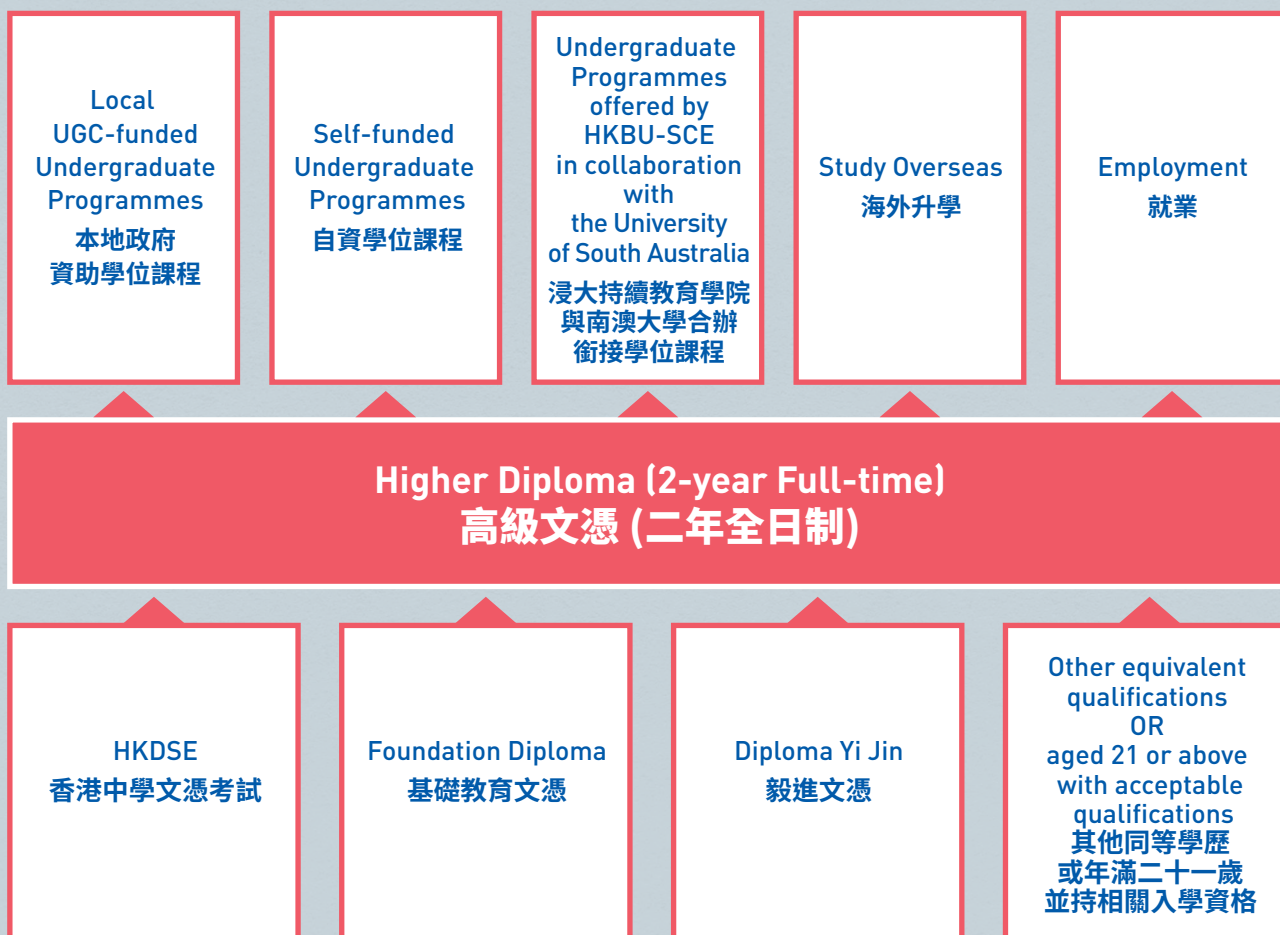 Local
UGC-funded
Undergraduate
Programmes
本地政府
資助學位課程
Self-funded
Undergraduate
Programmes
自資學位課程
Undergraduate
Programmes
offered by
HKBU-SCE
in collaboration
with
the University
of South Australia
浸大持續教育學院
與南澳大學合辦
銜接學位課程
Study Overseas
海外升學
Employment
就業
Higher Diploma (2-year Full-time)
高級文憑 (二年全日制)
HKDSE
香港中學文憑考試
Foundation Diploma
基礎教育文憑
Diploma Yi Jin
毅進文憑
Other equivalent
qualifications
OR
aged 21 or above
with acceptable
qualifications
其他同等學歷
或年滿二十一歲
並持相關入學資格